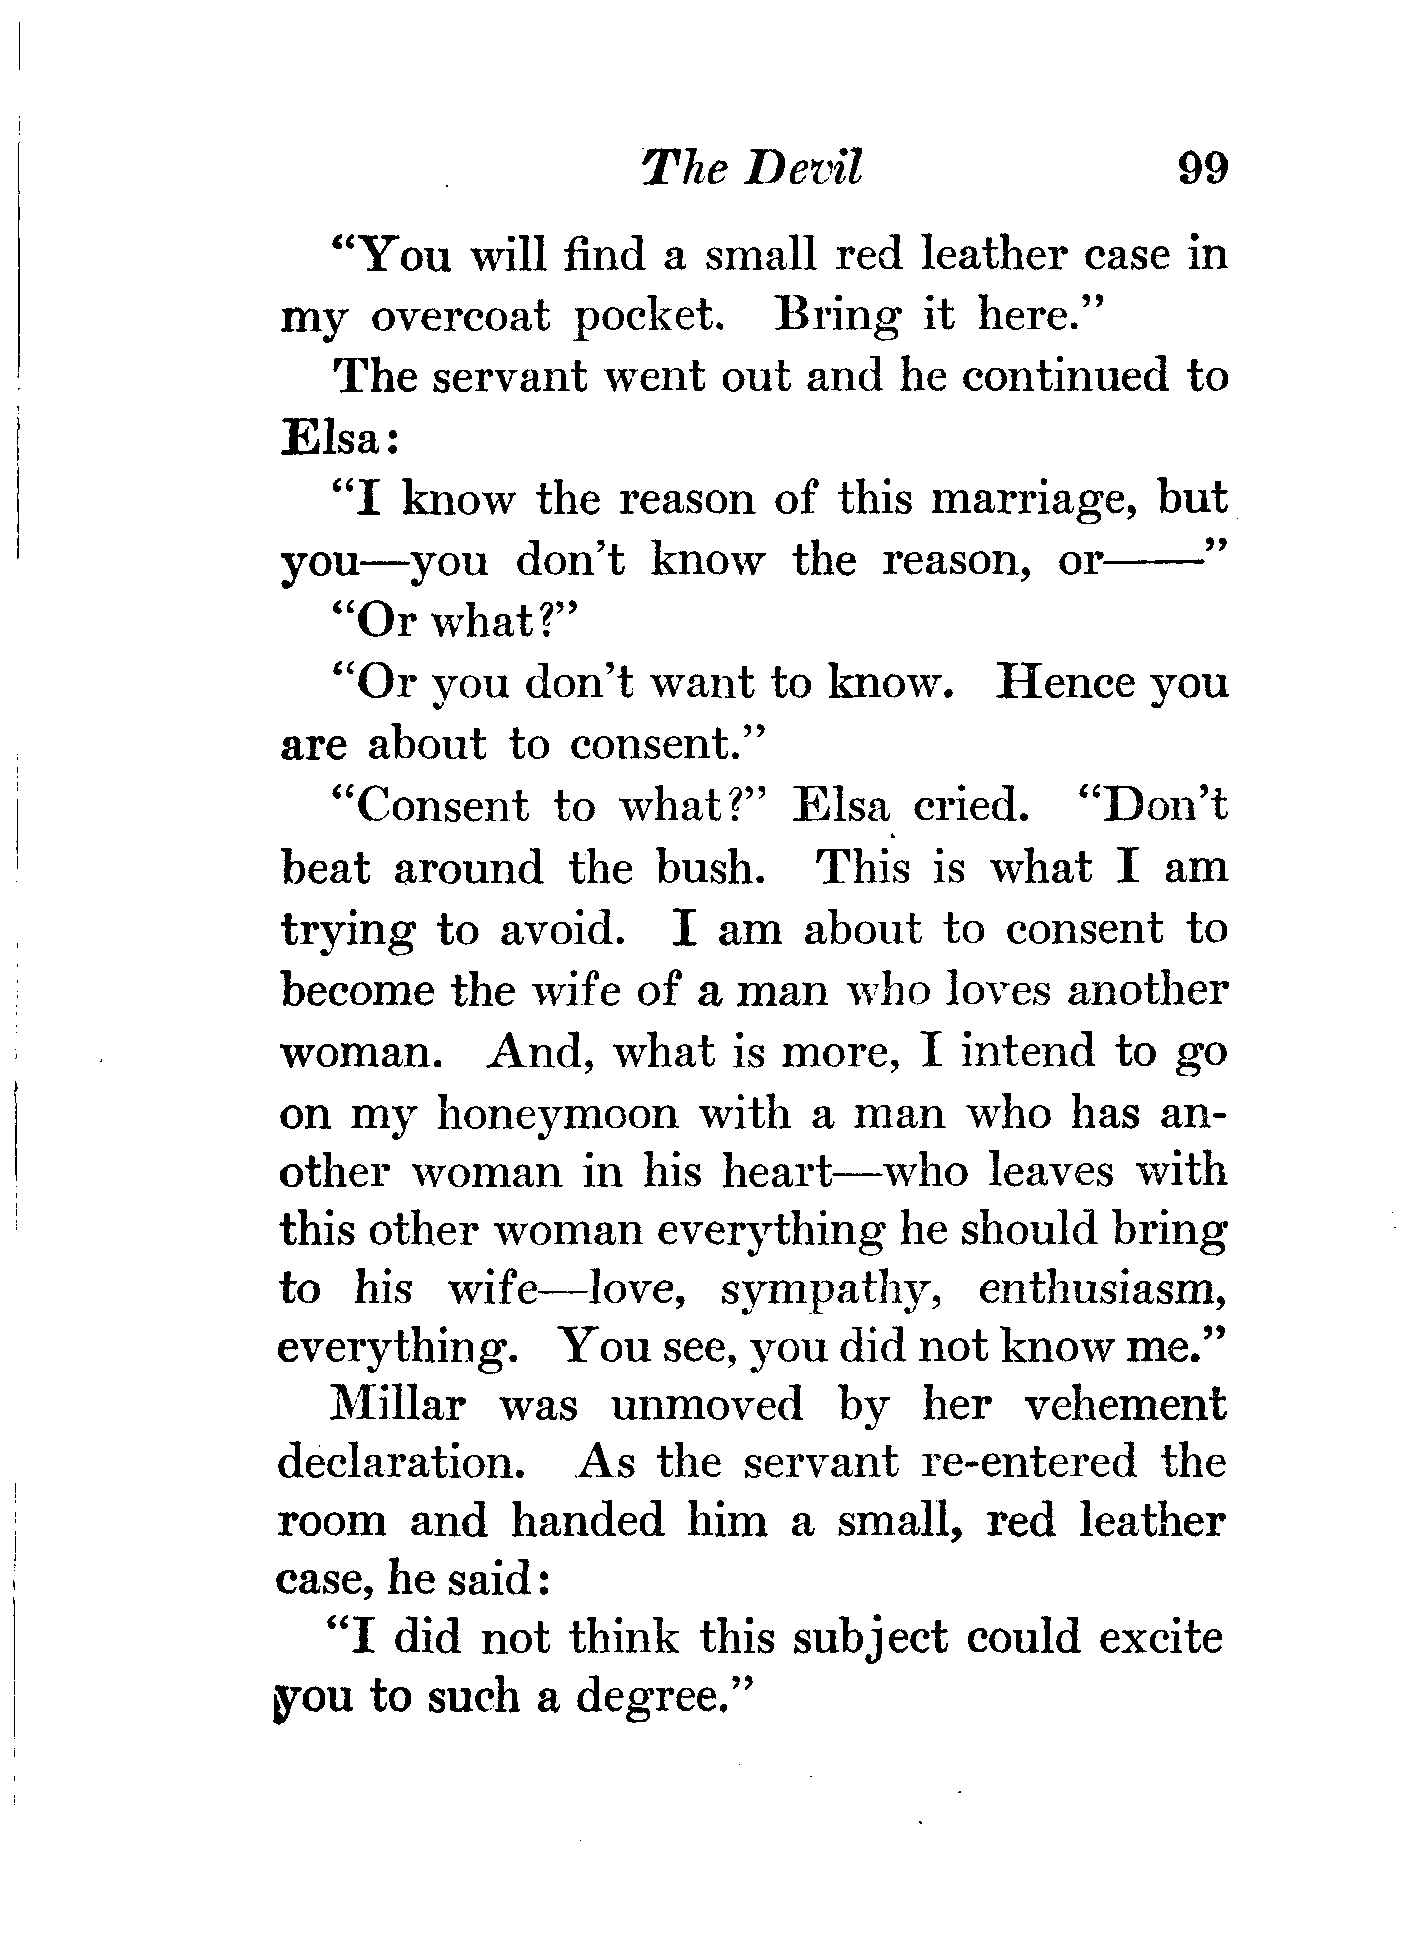 The Devil 99
“You will find a small red leather case in
my overcoat pocket. Bring it here.”
The servant went out and he continued to
Elsa:
“I know the reason of this marriage, but
you—you don’t know the reason, or——”
“Or what?”
“Or you don’t want to know. Hence you
are about to consent.”
“Consent to what?” Elsa cried. “Don’t
beat around the bush. This is what I am
trying to avoid. I am about to consent to
become the wife of a man who loves another
woman. And, what is more, I intend to go
on my honeymoon with a man who has an-
other woman in his heart—who leaves with
this other woman everything he should bring
to his wife—love, sympathy, enthusiasm,
everything. You see, you did not know me.”
Millar was unmoved by her vehement
declaration. As the servant re-entered the
room and handed him a small, red leather
case, he said:
“I did not think this subject could excite
you to such a degree.”